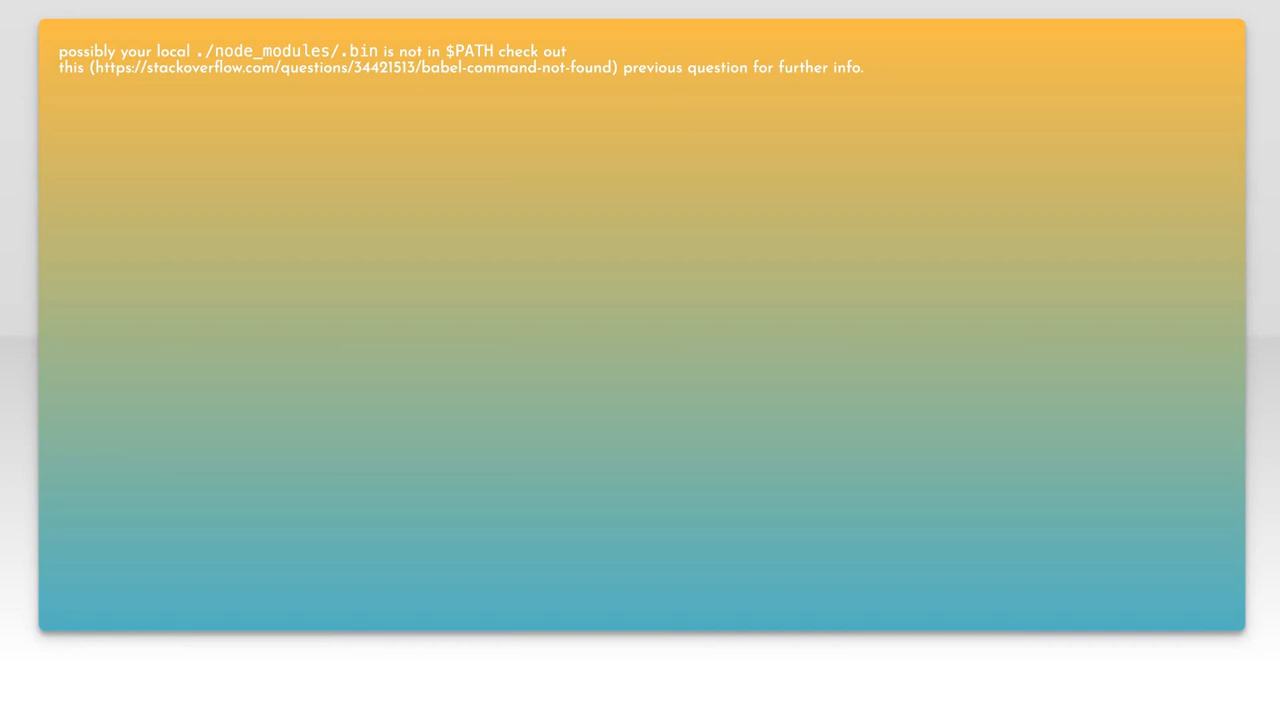 possibly your local ./node_modules/.bin is not in $PATH check out
this (https://stackoverflow.com/questions/34421513/babel-command-not-found) previous question for further info.